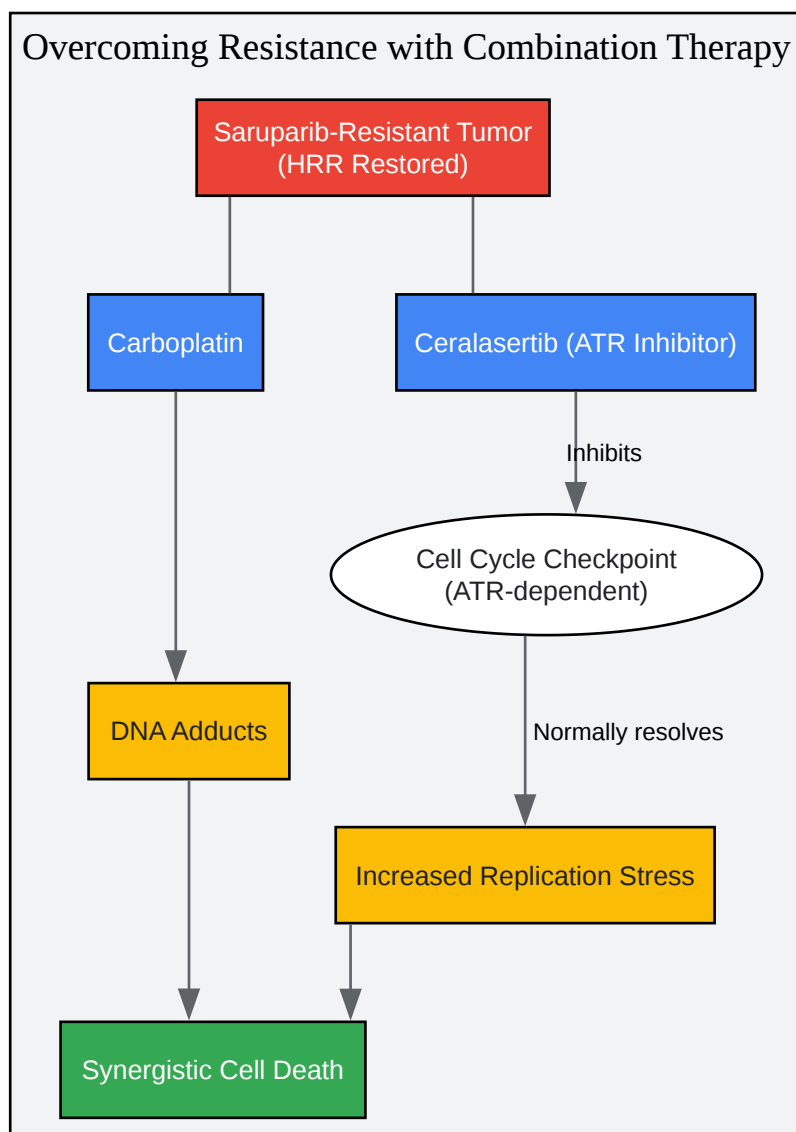 Overcoming Resistance with Combination Therapy
Saruparib-Resistant Tumor
(HRR Restored)
Carboplatin
Ceralasertib (ATR Inhibitor)
Inhibits
Cell Cycle Checkpoint
(ATR-dependent)
DNA Adducts
Normally resolves
Increased Replication Stress
Synergistic Cell Death